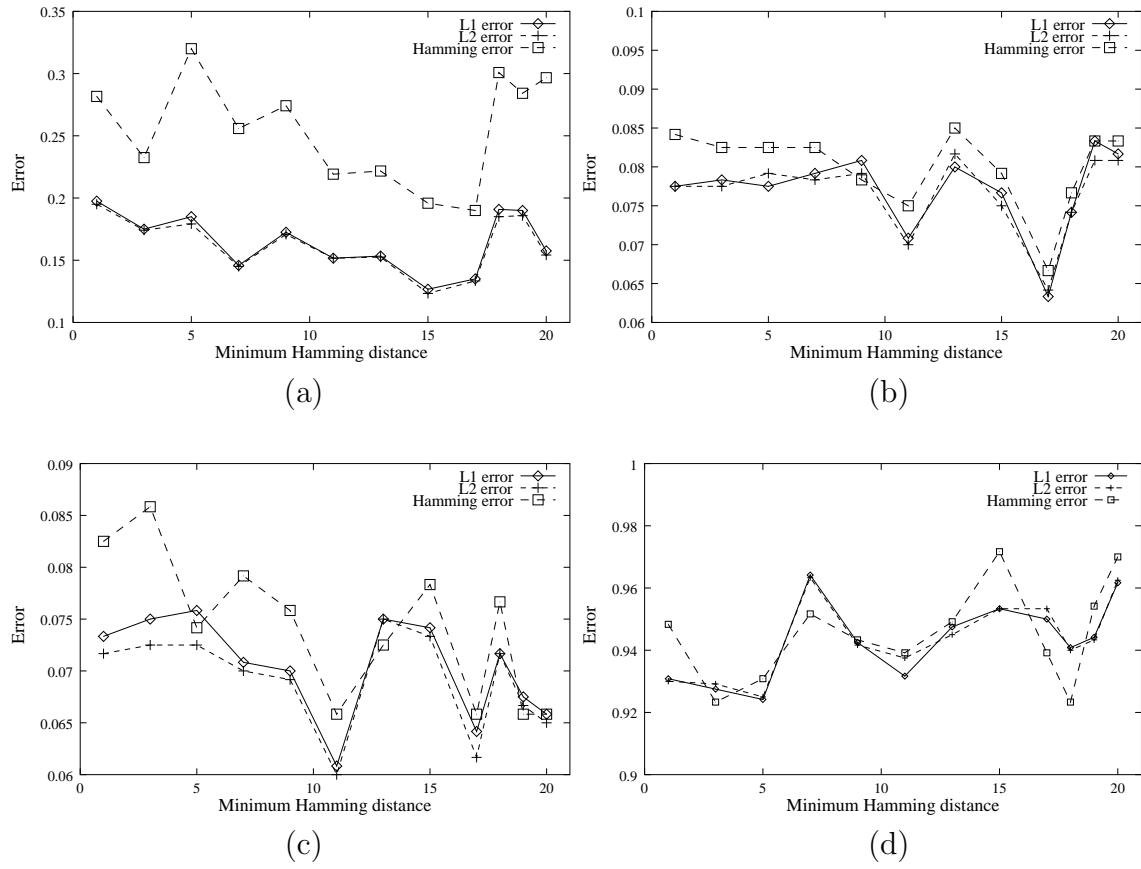 L1 error
L2 error
Hamming error
0.35
0.3
0.25
0.2
0.15
0.1
Error
0 5 10 15 20
Minimum Hamming distance
(a)
L1 error
L2 error
Hamming error
0.1
0.095
0.09
0.085
0.08
0.075
0.07
0.065
0.06
Error
0 5 10 15 20
Minimum Hamming distance
(b)
L1 error
L2 error
Hamming error
0.09
0.085
0.08
0.075
0.07
0.065
0.06
Error
0 5 10 15 20
Minimum Hamming distance
(c)
L1 error
L2 error
Hamming error
1
0.98
0.96
0.94
0.92
0.9
Error
0 5 10 15 20
Minimum Hamming distance
(d)